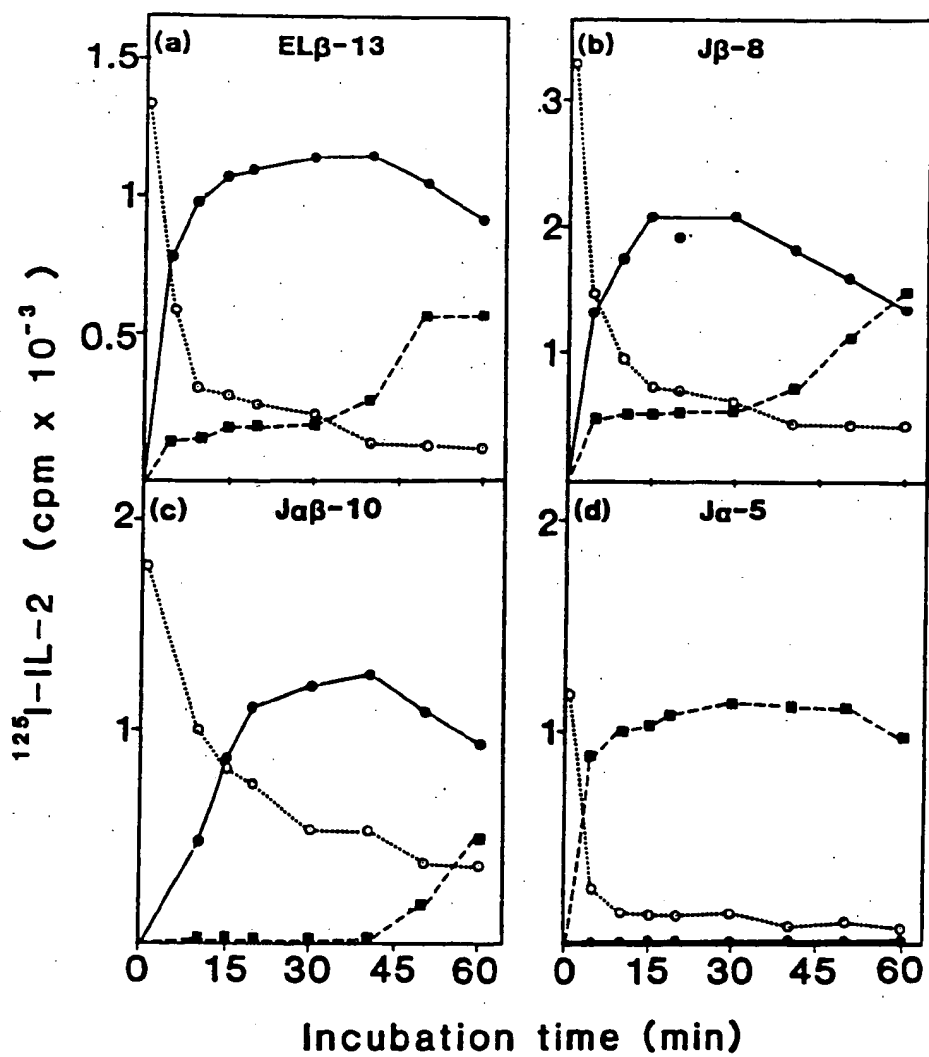 (a) ELβ-13
(b) Jβ-8
1.5
1
0.5
3
2
1
(c) Jαβ-10
(d) Jα-5
2
1
2
1
0 15 30 45 60
0 15 30 45 60
¹²⁵I-IL-2 (cpm x 10⁻³)
Incubation time (min)